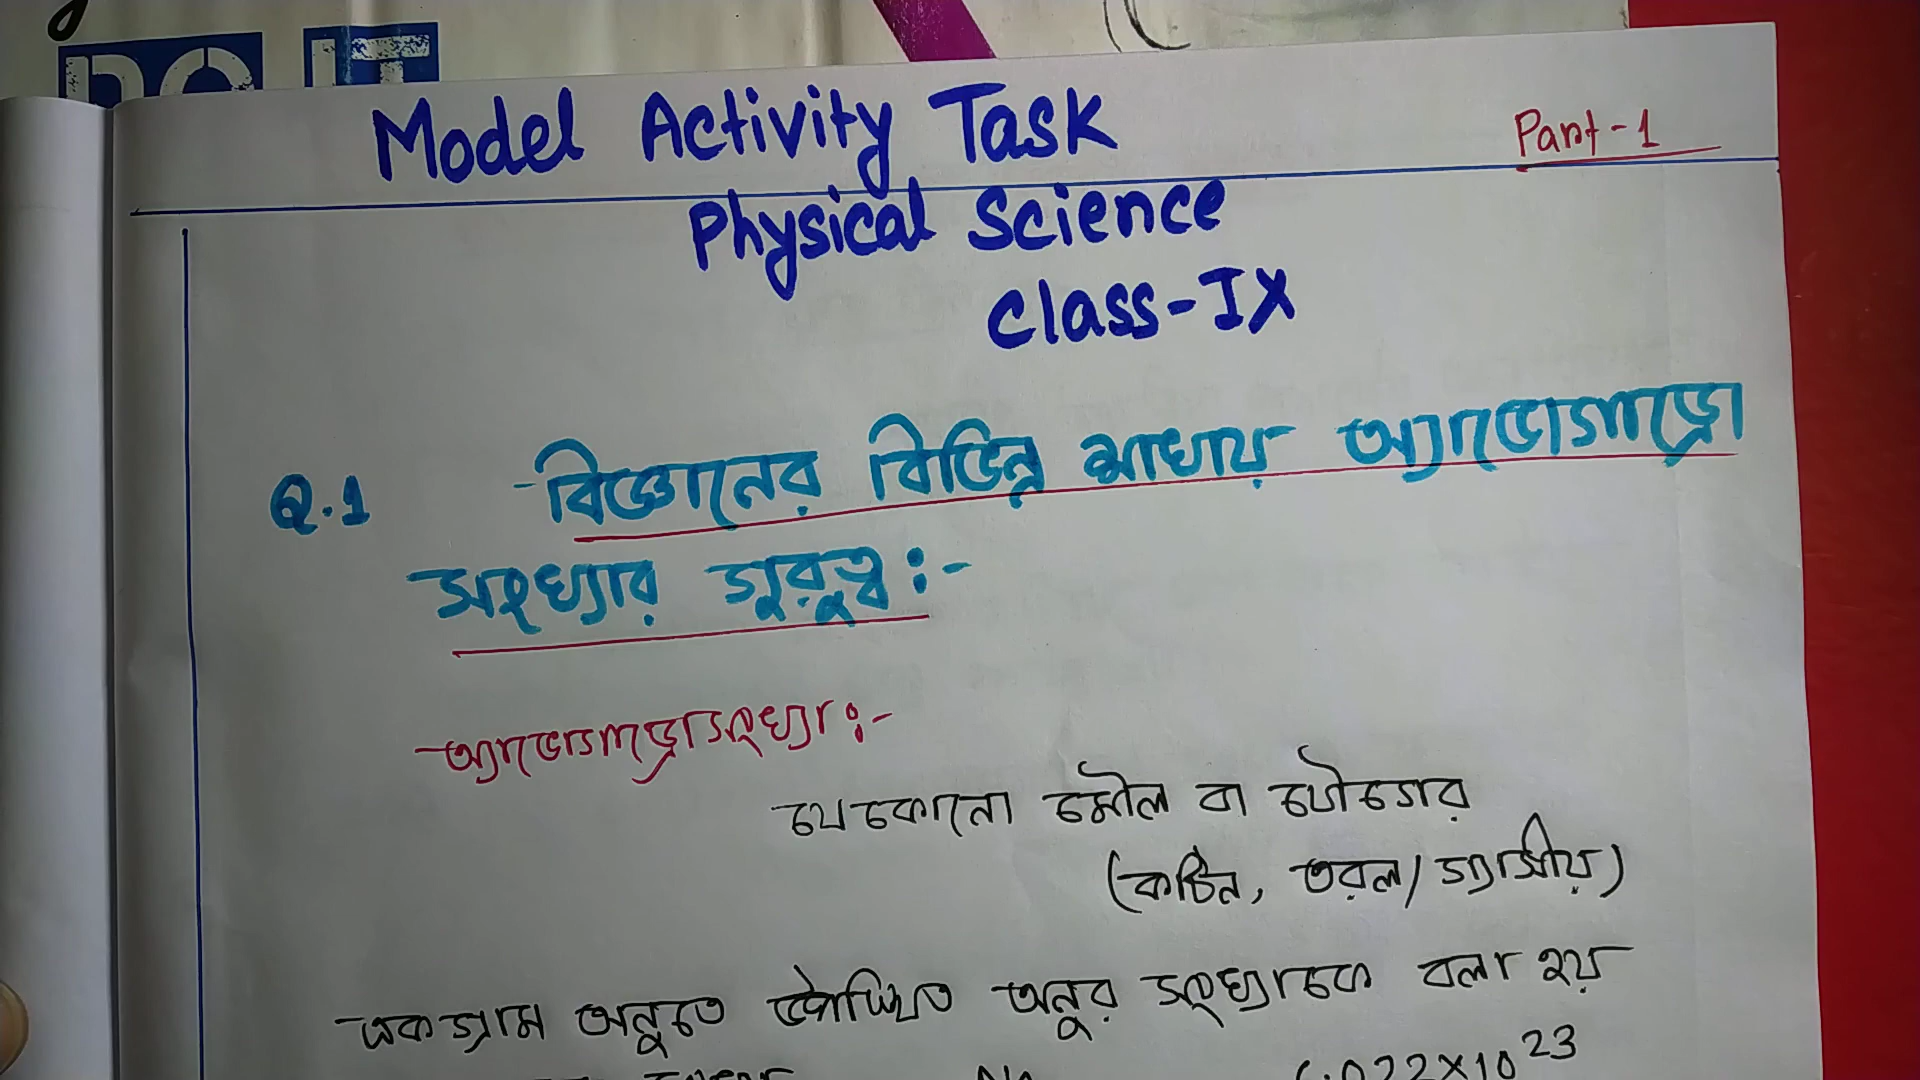 Model Activity Task
Part-1
Physical Science
Class-IX
Q.1 বিজ্ঞানের বিভিন্ন শাখায় অ্যাভোগাড্রো
সংখ্যার গুরুত্ব :-
অ্যাভোগাড্রোসংখ্যা :-
যেকোনো মৌল বা যৌগের
(কঠিন, তরল/গ্যাসীয়)
একগ্রাম অনুতে উপস্থিত অনুর সংখ্যাকে বলা হয়
6.022×10²³